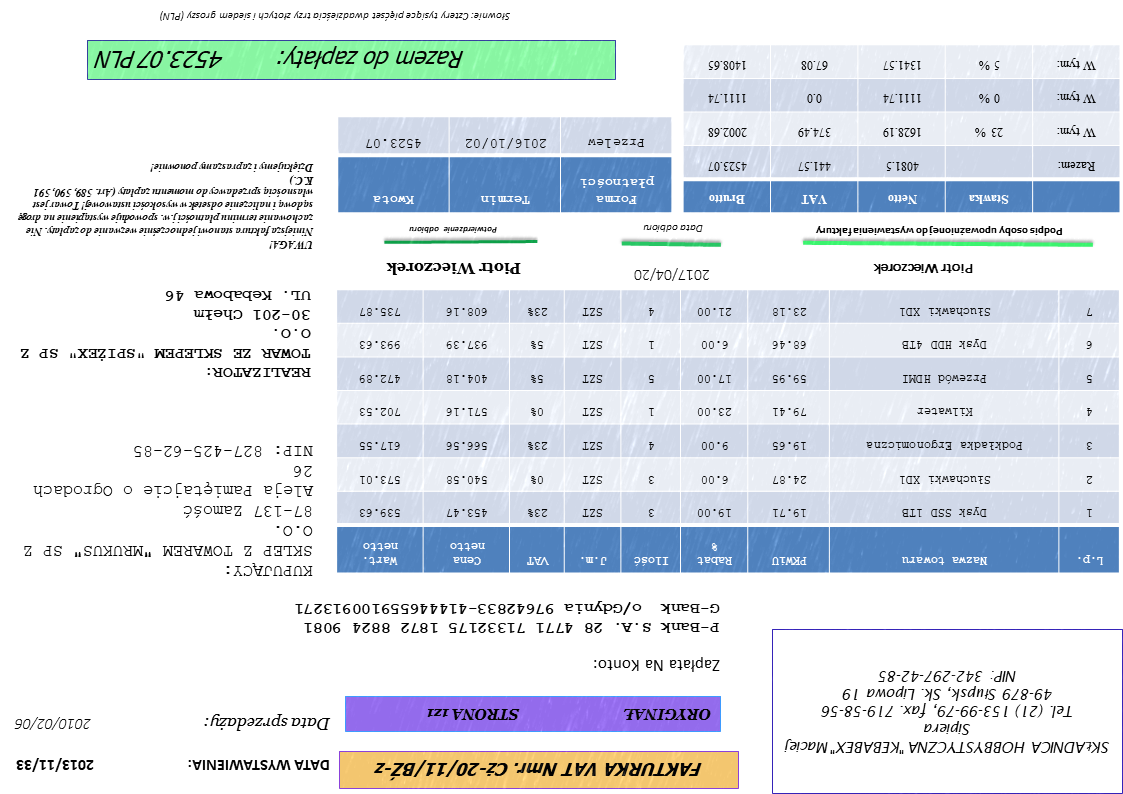 SKŁADNICA HOBBYSTYCZNA "KEBABEX" Maciej
Sipiera
Tel. (21) 153-99-79, fax. 719-58-56
49-879 Słupsk, Sk. Lipowa 19
NIP: 342-297-42-85
FAKTURKA VAT Nmr. Cż-20/11/BŹ-z
DATA WYSTAWIENIA: 2013/11/33
ORYGINAŁ STRONA 1z1
Data sprzedaży: 2010/02/06
Zapłata Na Konto:
P-Bank S.A. 28 4771 71332175 1872 8824 9081
G-Bank o/Gdynia 97642833-414446559100913271
L.p. Nazwa towaru PKWiU Rabat % Ilość J.m. VAT Cena netto Wart. netto
1 Dysk SSD 1TB 19.71 19.00 3 SZT 23% 453.47 539.63
2 Słuchawki XD1 24.87 6.00 3 SZT 0% 540.58 573.01
3 Podkładka Ergonomiczna 19.65 9.00 4 SZT 23% 566.56 617.55
4 Kilwater 79.41 23.00 1 SZT 0% 571.16 702.53
5 Przewód HDMI 59.95 17.00 5 SZT 5% 404.18 472.89
6 Dysk HDD 4TB 68.46 6.00 1 SZT 5% 937.39 993.63
7 Słuchawki XD1 23.18 21.00 4 SZT 23% 608.16 735.87
KUPUJĄCY:
SKLEP Z TOWAREM "MRUKUS" SP Z
O.O.
87-137 Zamość
Aleja Pamiętajcie o Ogrodach
26
NIP: 827-425-62-85
REALIZATOR:
TOWAR ZE SKLEPEM "SPIŻEX" SP Z
O.O.
30-201 Chełm
UL. Kebabowa 46
Piotr Wieczorek
Podpis osoby upoważnionej do wystawienia faktury
2017/04/20
Data odbioru
Piotr Wieczorek
Potwierdzenie odbioru
UWAGA!
Niniejsza faktura stanowi jednocześnie wezwanie do zapłaty. Nie
zachowanie terminu płatności j.w. spowoduje wystąpienie na drogę
sądową i naliczenie odsetek w wysokości ustawowej! Towar jest
własnością sprzedawcy do momentu zapłaty (Art. 589, 590, 591
K.C.)
Dziękujemy i zapraszamy ponownie!
Stawka Netto VAT Brutto
Razem: 4081.5 441.57 4523.07
W tym: 23 % 1628.19 374.49 2002.68
W tym: 0 % 1111.74 0.0 1111.74
W tym: 5 % 1341.57 67.08 1408.65
Forma płatności Termin Kwota
Przelew 2016/10/02 4523.07
Razem do zapłaty: 4523.07 PLN
Słownie: Cztery tysiące pięćset dwadzieścia trzy złotych i siedem groszy (PLN)